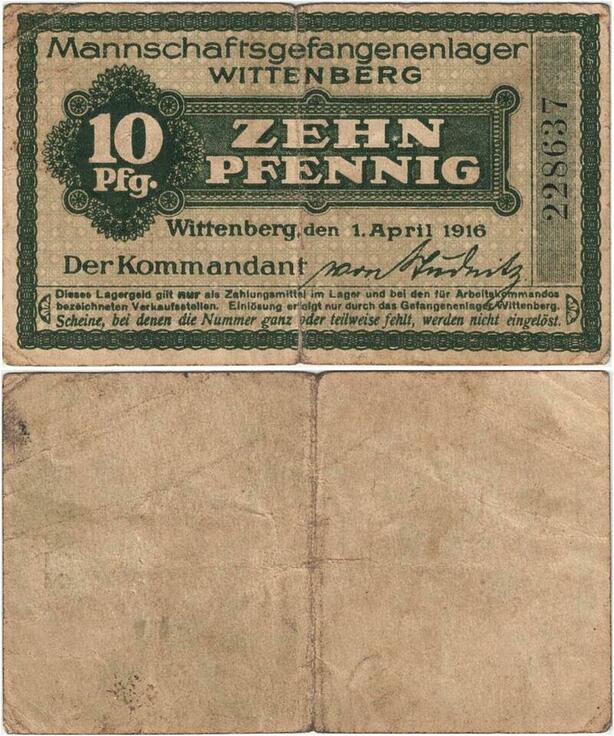 Mannschaftsgefangenenlager
WITTENBERG
10
Pfg.
ZEHN
PFENNIG
228637
Wittenberg, den 1. April 1916
Der Kommandant von Studnitz
Dieses Lagergeld gilt nur als Zahlungsmittel im Lager und bei den für Arbeitskommandos
bezeichneten Verkaufsstellen. Einlösung erfolgt nur durch das Gefangenenlager Wittenberg.
Scheine, bei denen die Nummer ganz oder teilweise fehlt, werden nicht eingelöst.